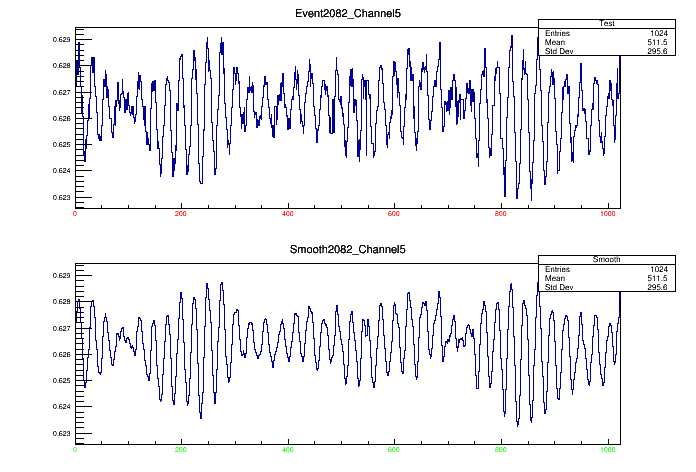 Event2082_Channel5
Test
Entries 1024
Mean 511.5
Std Dev 295.6
0.629
0.628
0.627
0.626
0.625
0.624
0.623
0 200 400 600 800 1000
Smooth2082_Channel5
Smooth
Entries 1024
Mean 511.5
Std Dev 295.6
0.629
0.628
0.627
0.626
0.625
0.624
0.623
0 200 400 600 800 1000